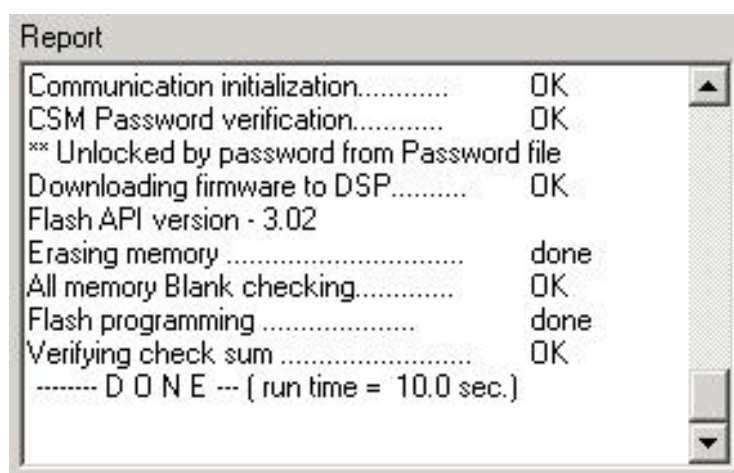 Report
Communication initialization............ OK
CSM Password verification............ OK
** Unlocked by password from Password file
Downloading firmware to DSP.......... OK
Flash API version - 3.02
Erasing memory ............................... done
All memory Blank checking............. OK
Flash programming .................... done
Verifying check sum ......................... OK
-------- D O N E --- ( run time = 10.0 sec.)